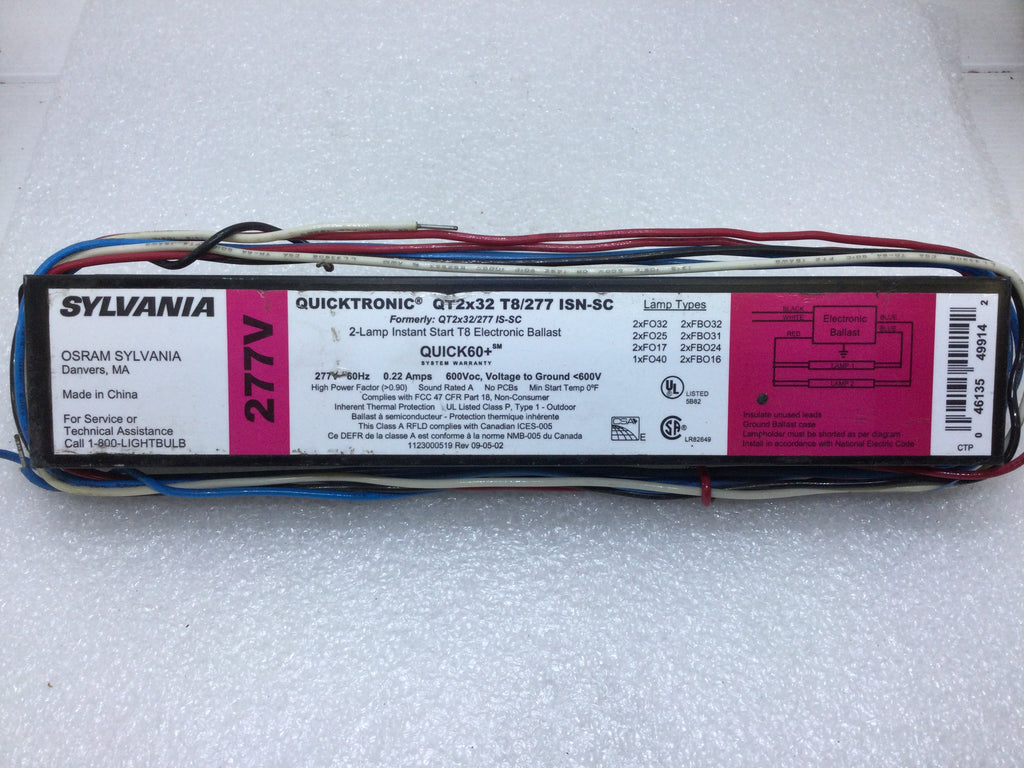 SYLVANIA
OSRAM SYLVANIA
Danvers, MA
Made in China
For Service or
Technical Assistance
Call 1-800-LIGHTBULB
277V
QUICKTRONIC® QT2x32 T8/277 ISN-SC
Formerly: QT2x32/277 IS-SC
2-Lamp Instant Start T8 Electronic Ballast
QUICK60+℠
SYSTEM WARRANTY
277V~60Hz 0.22 Amps 600Voc, Voltage to Ground <600V
High Power Factor (>0.90) Sound Rated A No PCBs Min Start Temp 0ºF
Complies with FCC 47 CFR Part 18, Non-Consumer
Inherent Thermal Protection UL Listed Class P, Type 1 - Outdoor
Ballast à semiconducteur - Protection thermique inhérente
This Class A RFLD complies with Canadian ICES-005
Ce DEFR de la classe A est conforme à la norme NMB-005 du Canada
1123000519 Rev 09-05-02
Lamp Types
2xFO32 2xFBO32
2xFO25 2xFBO31
2xFO17 2xFBO24
1xFO40 2xFBO16
UL LISTED
5B82
CSA E
SA LR82649
BLACK
WHITE
RED
Electronic
Ballast
BLUE
BLUE
LAMP 1
LAMP 2
Insulate unused leads
Ground Ballast case
Lampholder must be shorted as per diagram
Install in accordance with National Electric Code
0 46135 49914 2
CTP